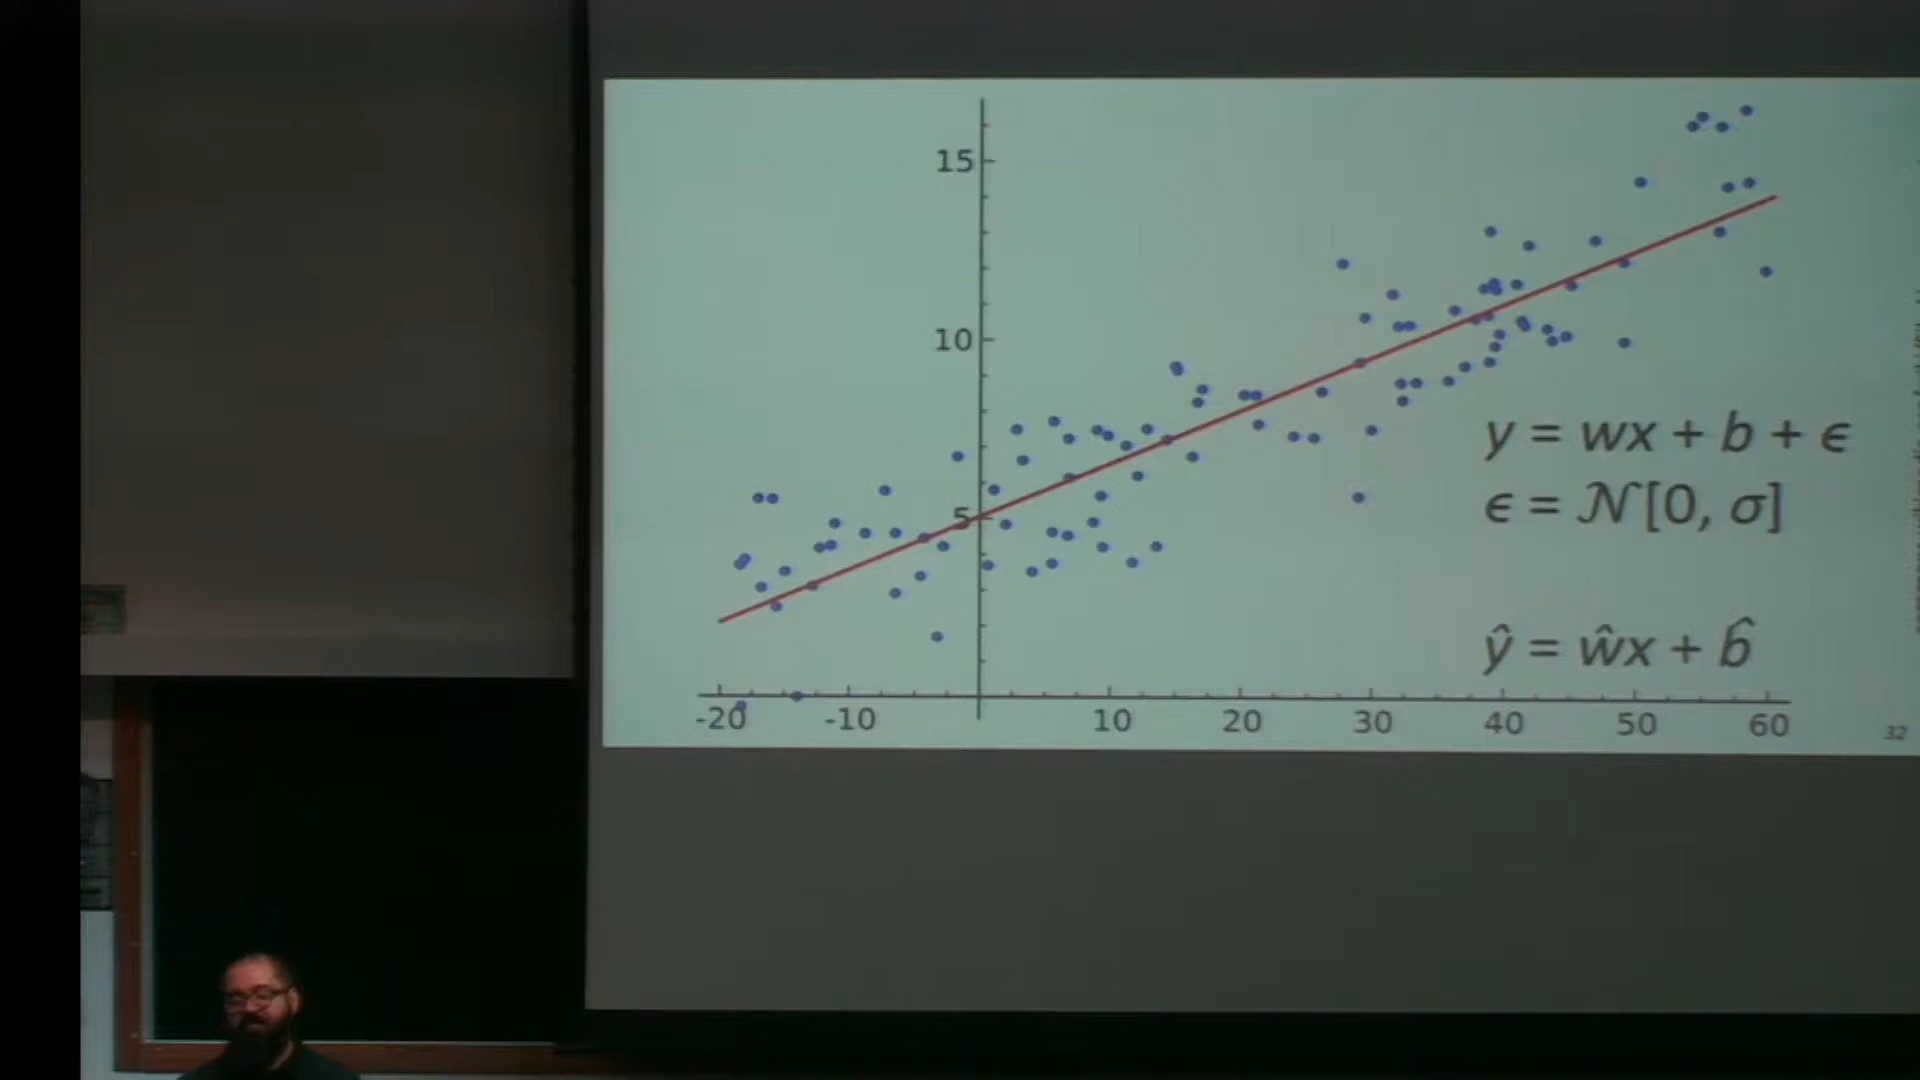 15
10
5
-20 -10 10 20 30 40 50 60
y = wx + b + ϵ
ϵ = 𝒩[0, σ]
ŷ = ŵx + b̂
32